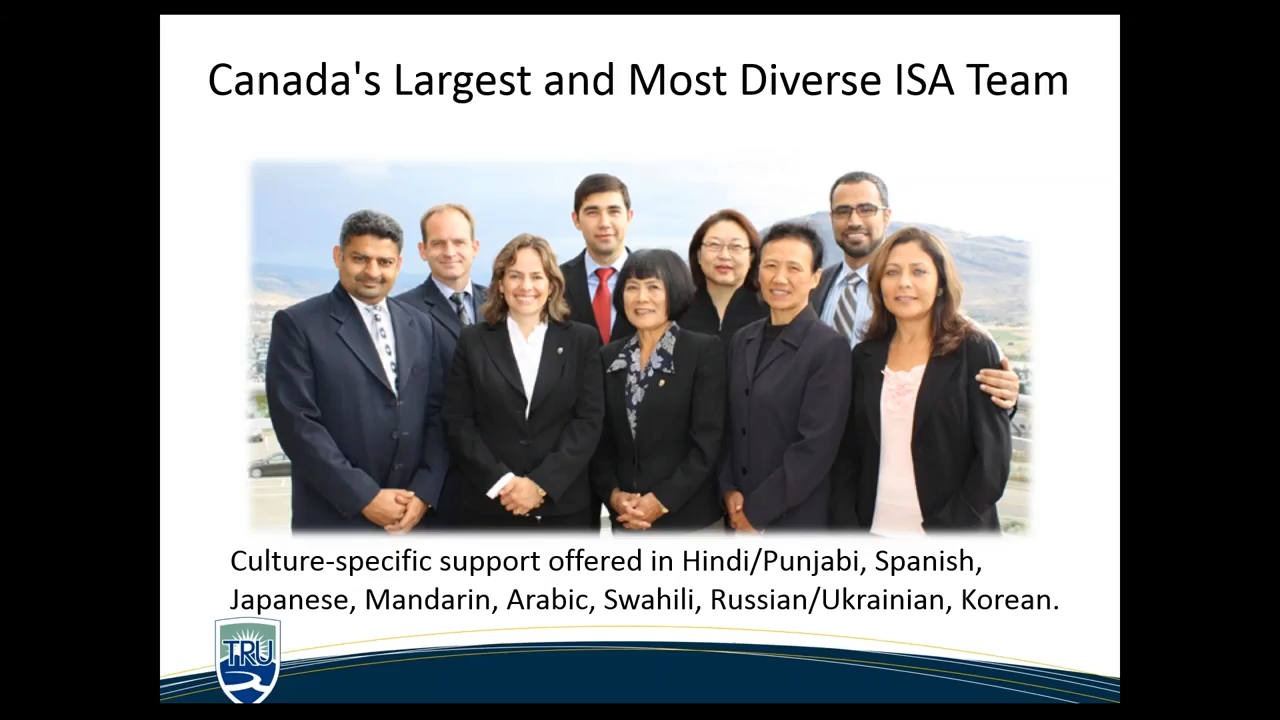 Canada's Largest and Most Diverse ISA Team
Culture-specific support offered in Hindi/Punjabi, Spanish,
Japanese, Mandarin, Arabic, Swahili, Russian/Ukrainian, Korean.
TRU